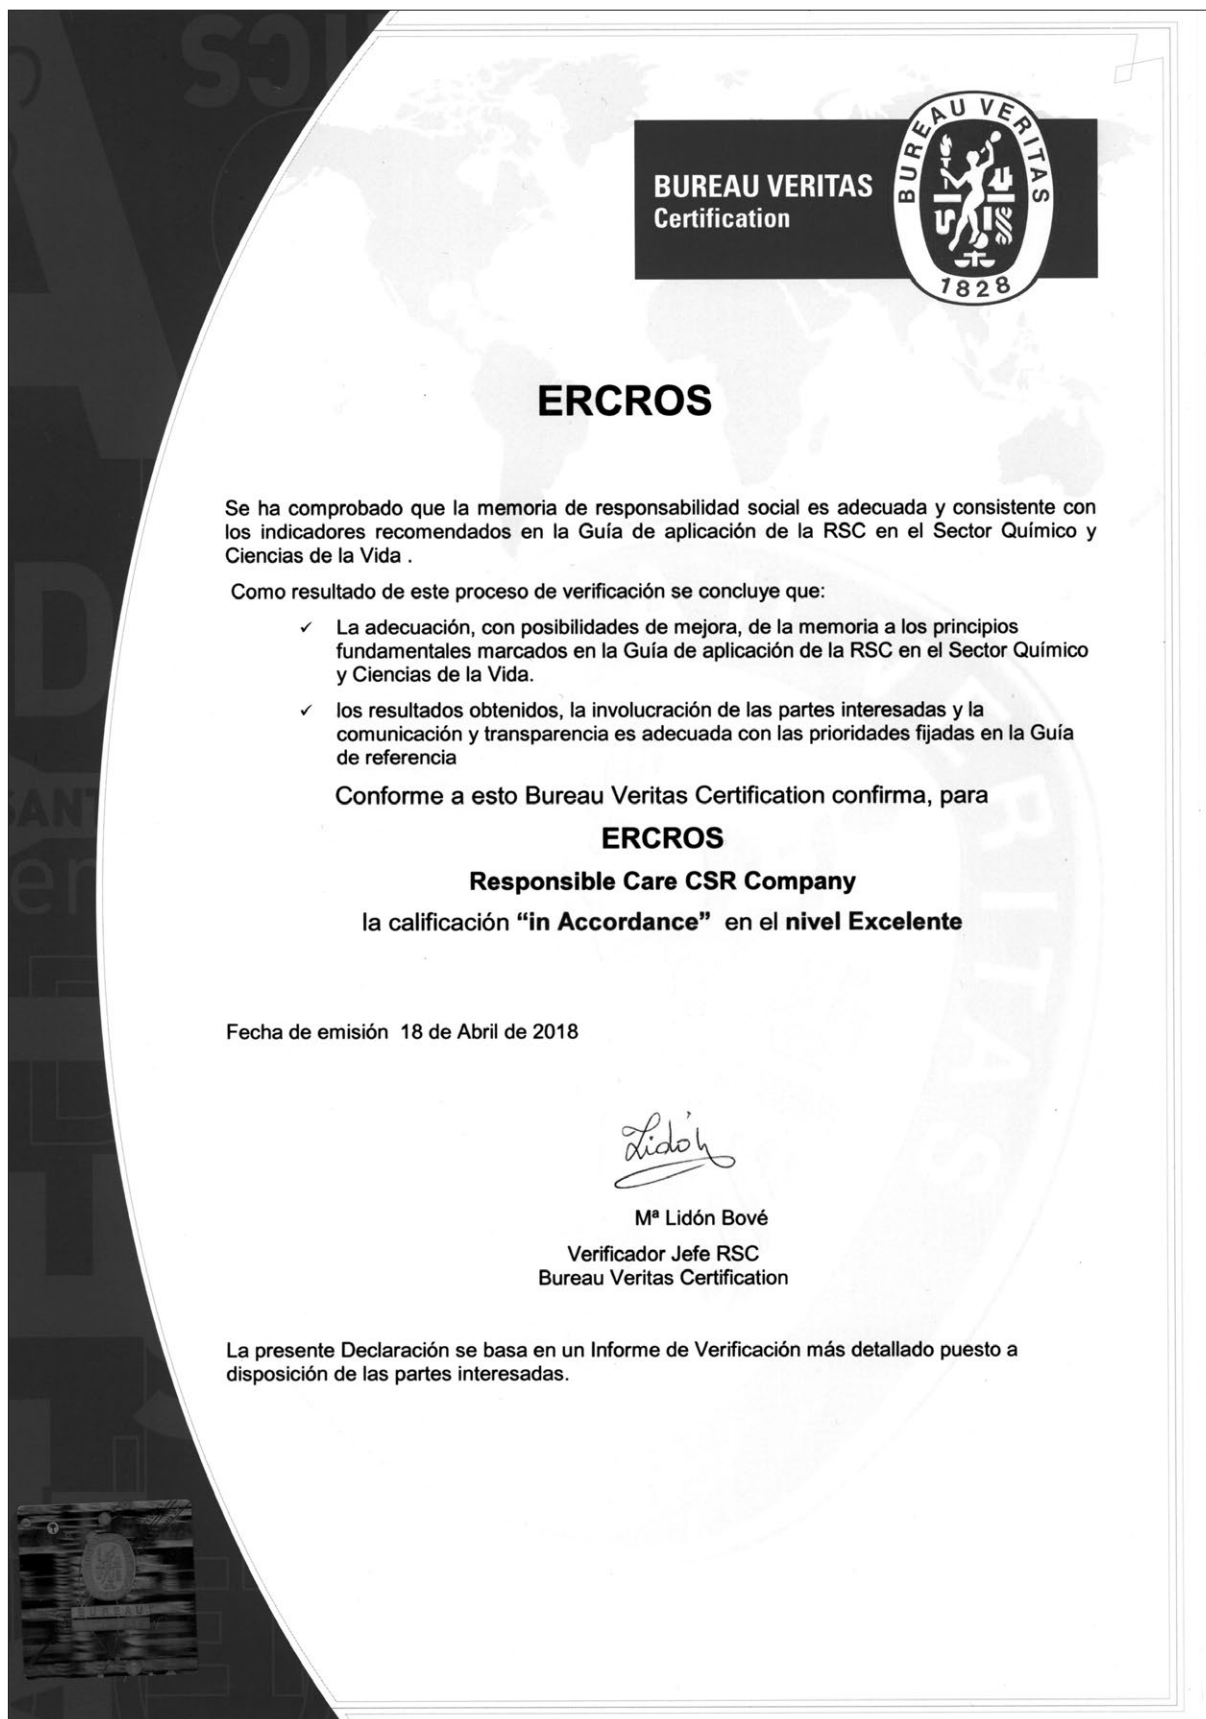 BUREAU VERITAS
Certification
BUREAU VERITAS
1828
ERCROS
Se ha comprobado que la memoria de responsabilidad social es adecuada y consistente con
los indicadores recomendados en la Guía de aplicación de la RSC en el Sector Químico y
Ciencias de la Vida .
Como resultado de este proceso de verificación se concluye que:
✓ La adecuación, con posibilidades de mejora, de la memoria a los principios
fundamentales marcados en la Guía de aplicación de la RSC en el Sector Químico
y Ciencias de la Vida.
✓ los resultados obtenidos, la involucración de las partes interesadas y la
comunicación y transparencia es adecuada con las prioridades fijadas en la Guía
de referencia
Conforme a esto Bureau Veritas Certification confirma, para
ERCROS
Responsible Care CSR Company
la calificación “in Accordance” en el nivel Excelente
Fecha de emisión 18 de Abril de 2018
Lidón
Mª Lidón Bové
Verificador Jefe RSC
Bureau Veritas Certification
La presente Declaración se basa en un Informe de Verificación más detallado puesto a
disposición de las partes interesadas.
BUREAU